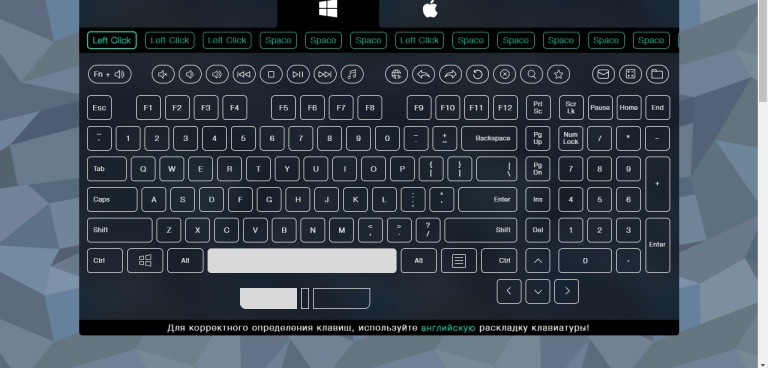 Left Click Left Click Left Click Space Space Space Left Click Space Space Space Space Space
Fn +
Esc F1 F2 F3 F4 F5 F6 F7 F8 F9 F10 F11 F12 Prt Sc Scr Lk Pause Home End
1 2 3 4 5 6 7 8 9 0 - + Backspace Pg Up Num Lock / * -
Tab Q W E R T Y U I O P { [ } ] | \ Pg Dn 7 8 9 +
Caps A S D F G H J K L : ; Enter Ins 4 5 6
Shift Z X C V B N M < , > . ? / Shift Del 1 2 3 Enter
Ctrl Alt Alt Ctrl 0 .
Для корректного определения клавиш, используйте английскую раскладку клавиатуры!